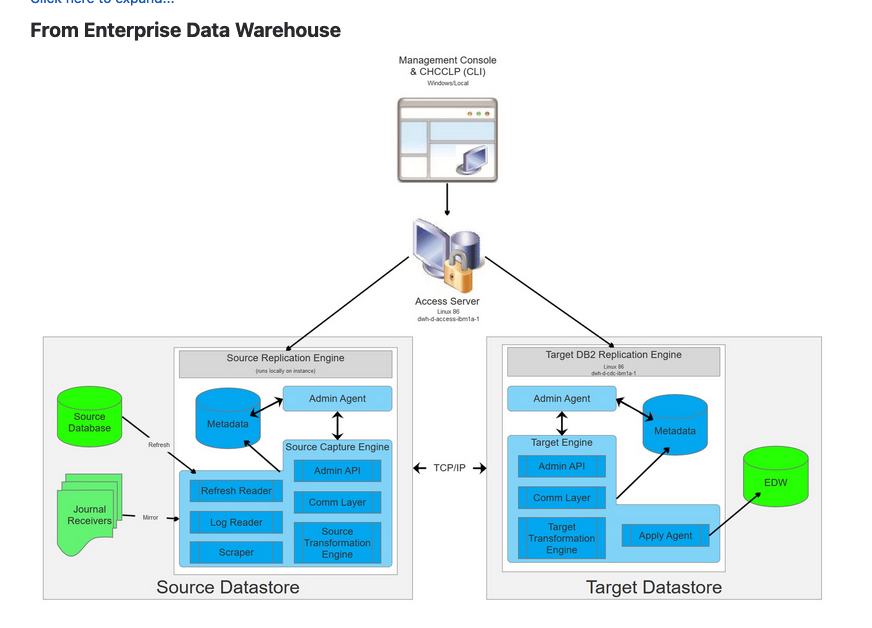 Click here to expand...
From Enterprise Data Warehouse
Management Console
& CHCCLP (CLI)
Windows/Local
Access Server
Linux 86
dwh-d-access-ibm1a-1
Source Replication Engine
(runs locally on instance)
Admin Agent
Metadata
Source
Database
Refresh
Source Capture Engine
Admin API
Refresh Reader
Comm Layer
Journal
Receivers
Mirror
Log Reader
Source
Transformation
Engine
Scraper
Source Datastore
TCP/IP
Target DB2 Replication Engine
Linux 86
dwh-d-cdc-ibm1a-1
Admin Agent
Metadata
Target Engine
Admin API
Comm Layer
EDW
Target
Transformation
Engine
Apply Agent
Target Datastore